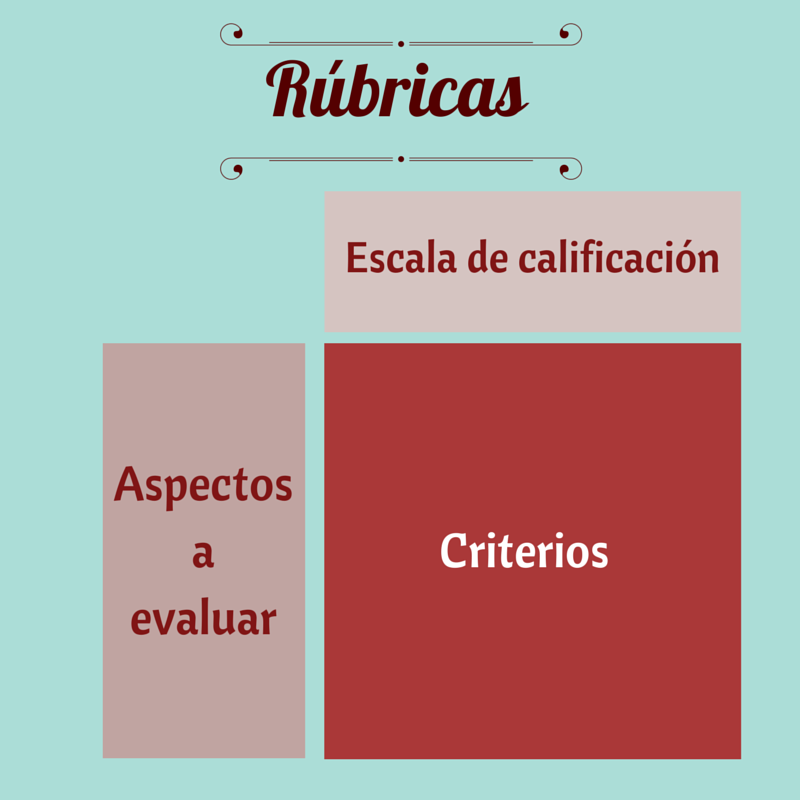 Rúbricas
Escala de calificación
Aspectos
a
evaluar
Criterios